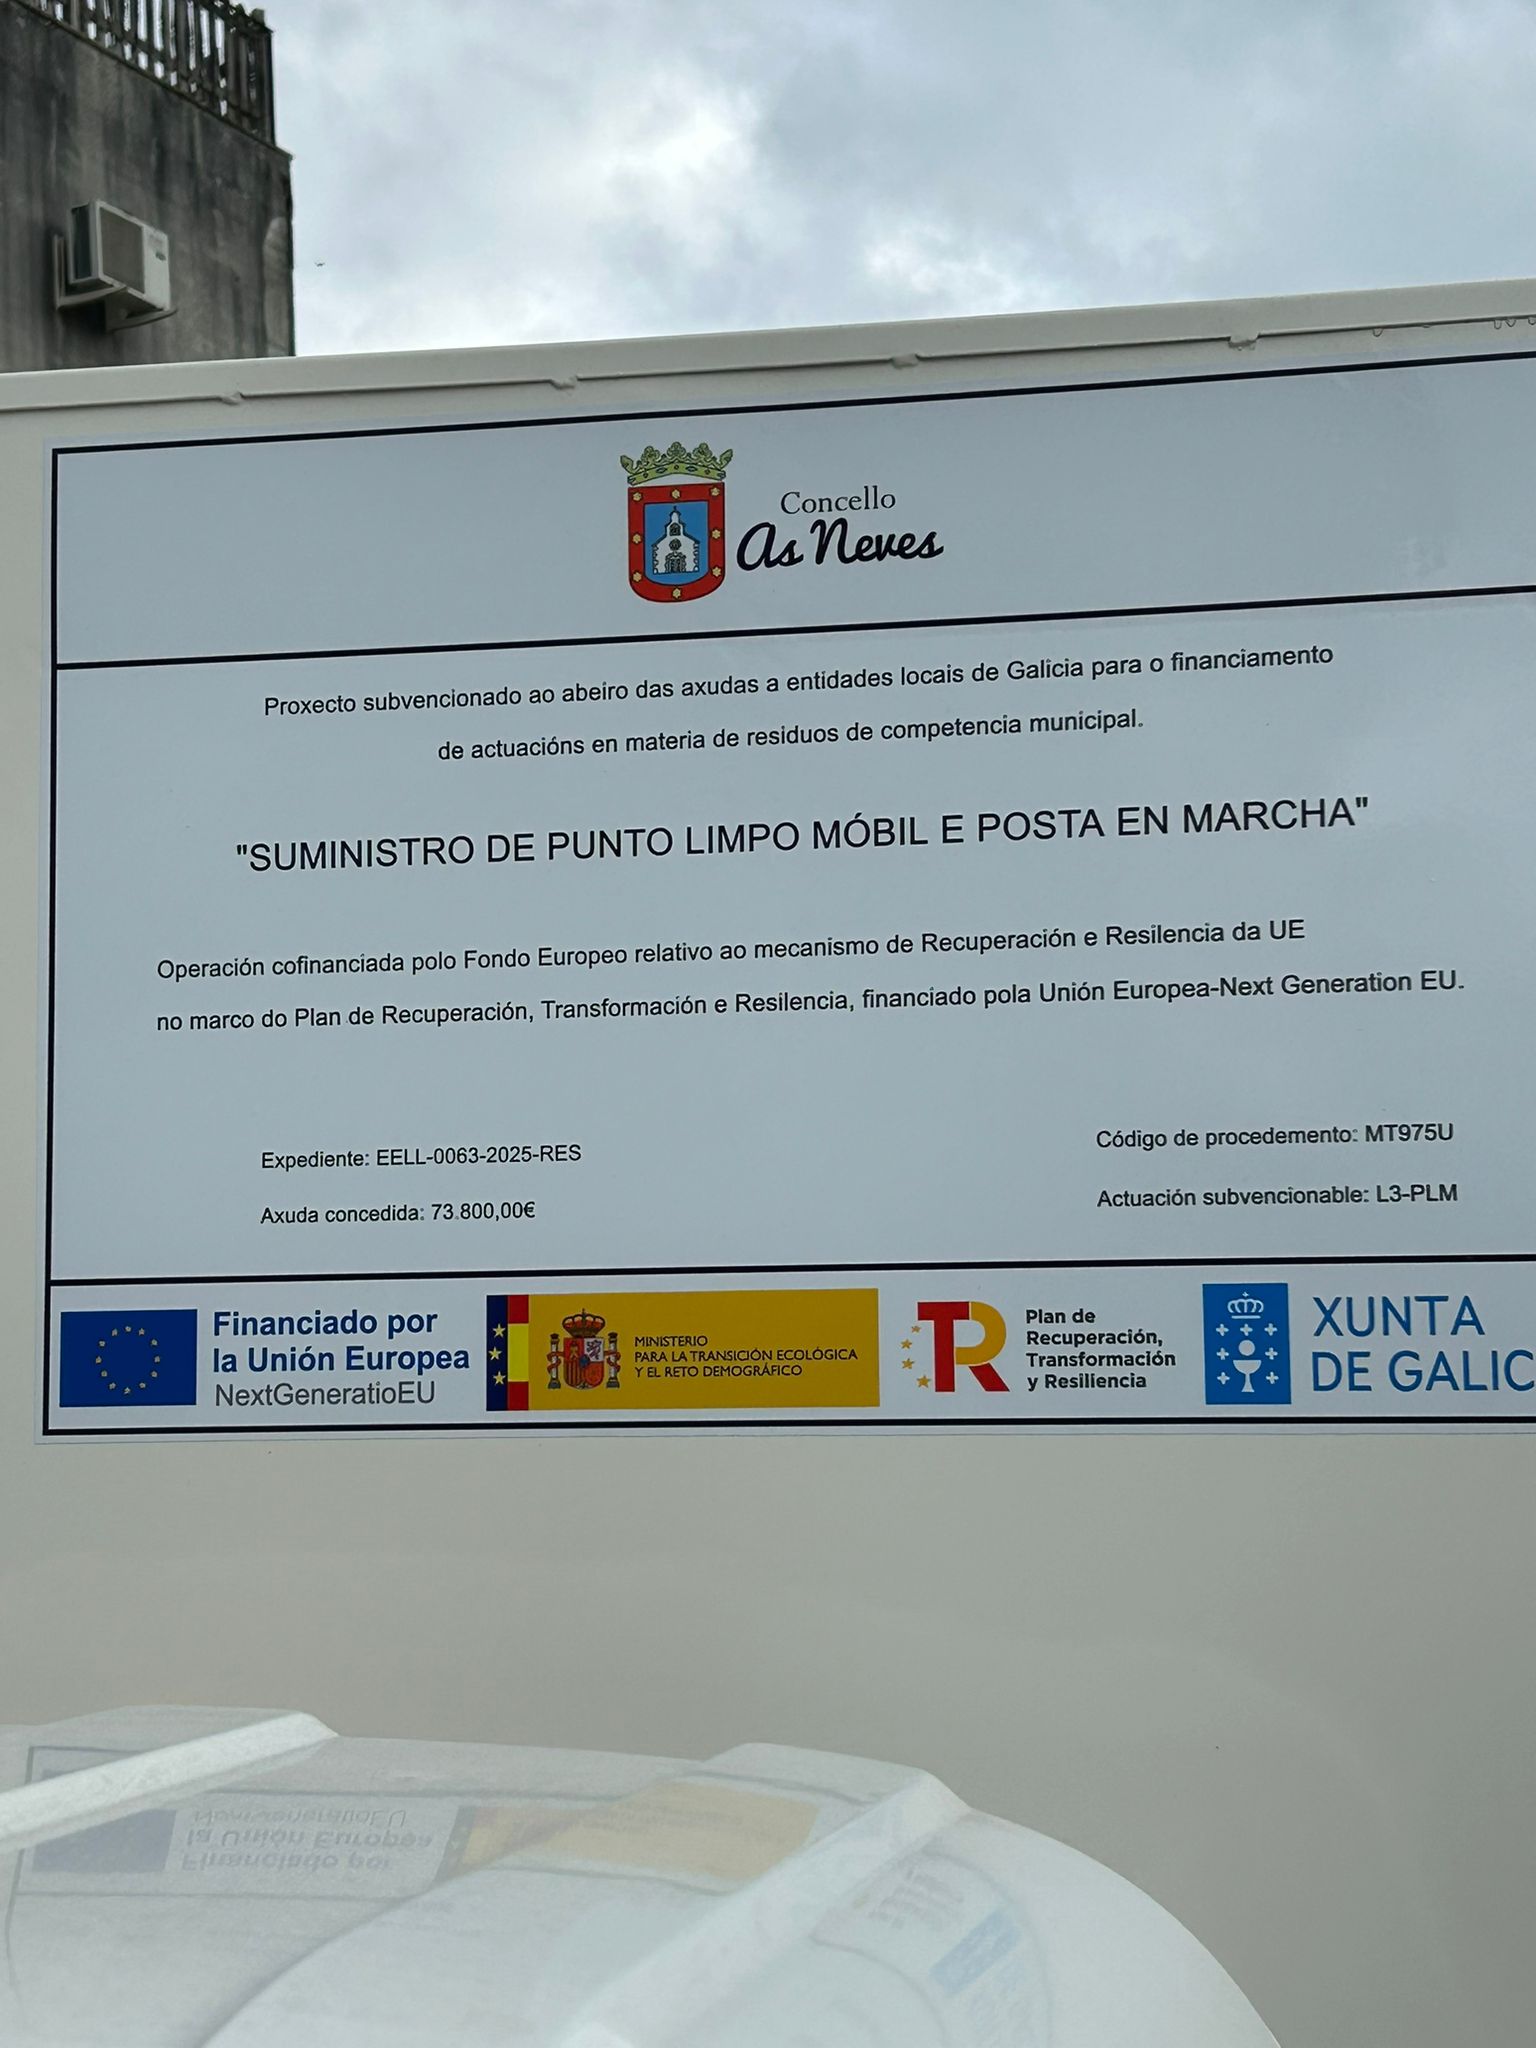 Concello
As Neves
Proxecto subvencionado ao abeiro das axudas a entidades locais de Galicia para o financiamento
de actuacións en materia de residuos de competencia municipal.
"SUMINISTRO DE PUNTO LIMPO MÓBIL E POSTA EN MARCHA"
Operación cofinanciada polo Fondo Europeo relativo ao mecanismo de Recuperación e Resilencia da UE
no marco do Plan de Recuperación, Transformación e Resilencia, financiado pola Unión Europea-Next Generation EU.
Expediente: EELL-0063-2025-RES
Axuda concedida: 73.800,00€
Código de procedemento: MT975U
Actuación subvencionable: L3-PLM
Financiado por
la Unión Europea
NextGeneratioEU
MINISTERIO
PARA LA TRANSICIÓN ECOLÓGICA
Y EL RETO DEMOGRÁFICO
TR
Plan de
Recuperación,
Transformación
y Resiliencia
XUNTA
DE GALIC